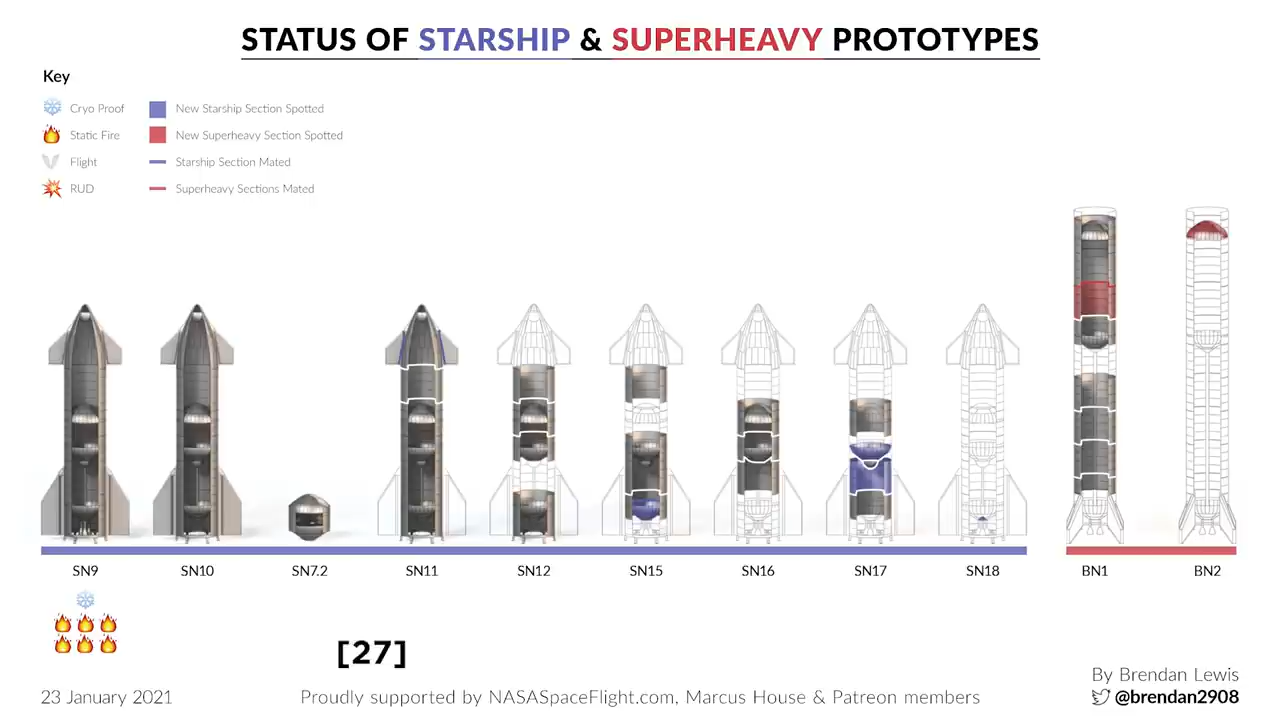 STATUS OF STARSHIP & SUPERHEAVY PROTOTYPES
Key
Cryo Proof
New Starship Section Spotted
Static Fire
New Superheavy Section Spotted
Flight
Starship Section Mated
RUD
Superheavy Sections Mated
SN9 SN10 SN7.2 SN11 SN12 SN15 SN16 SN17 SN18 BN1 BN2
[27]
By Brendan Lewis
23 January 2021
Proudly supported by NASASpaceFlight.com, Marcus House & Patreon members
@brendan2908